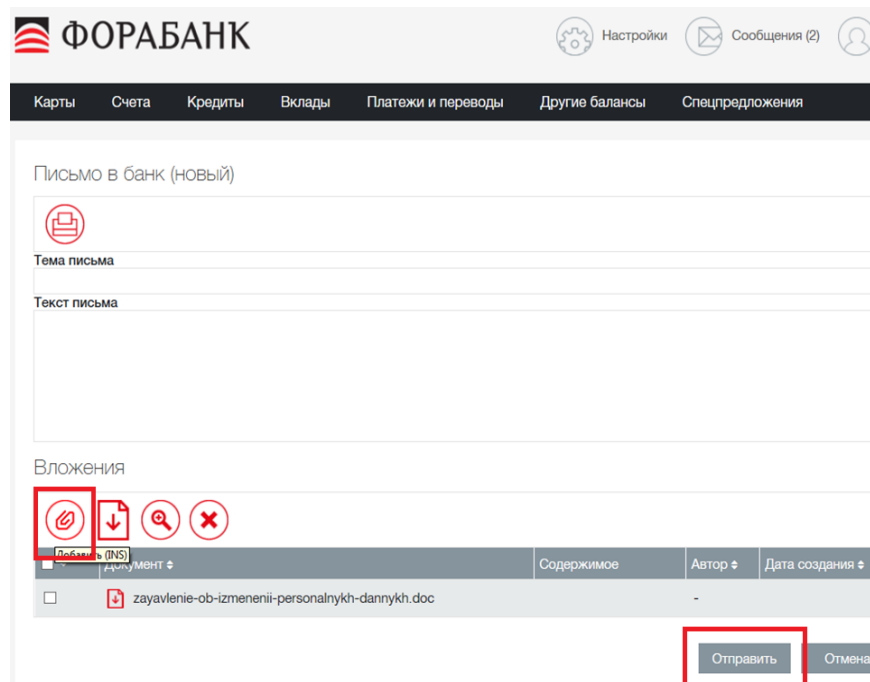 ФОРАБАНК
Настройки Сообщения (2)
Карты Счета Кредиты Вклады Платежи и переводы Другие балансы Спецпредложения
Письмо в банк (новый)
Тема письма
Текст письма
Вложения
Добавить (INS)
Документ Содержимое Автор Дата создания
zayavlenie-ob-izmenenii-personalnykh-dannykh.doc -
Отправить Отмена